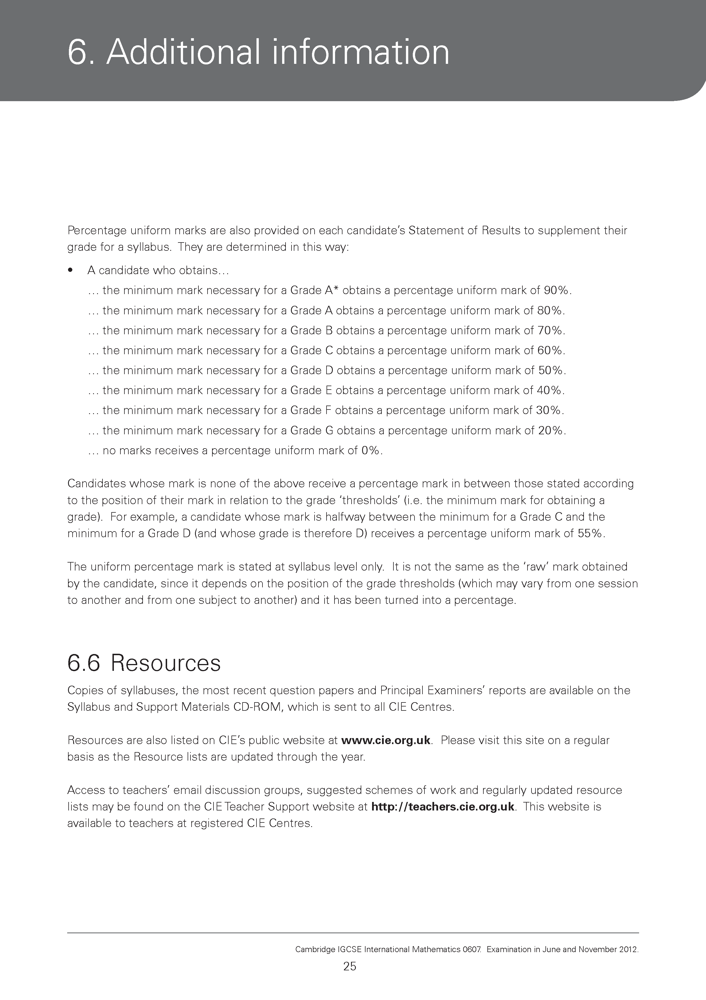 6. Additional information
Percentage uniform marks are also provided on each candidate’s Statement of Results to supplement their
grade for a syllabus. They are determined in this way:
• A candidate who obtains…
… the minimum mark necessary for a Grade A* obtains a percentage uniform mark of 90%.
… the minimum mark necessary for a Grade A obtains a percentage uniform mark of 80%.
… the minimum mark necessary for a Grade B obtains a percentage uniform mark of 70%.
… the minimum mark necessary for a Grade C obtains a percentage uniform mark of 60%.
… the minimum mark necessary for a Grade D obtains a percentage uniform mark of 50%.
… the minimum mark necessary for a Grade E obtains a percentage uniform mark of 40%.
… the minimum mark necessary for a Grade F obtains a percentage uniform mark of 30%.
… the minimum mark necessary for a Grade G obtains a percentage uniform mark of 20%.
… no marks receives a percentage uniform mark of 0%.
Candidates whose mark is none of the above receive a percentage mark in between those stated according
to the position of their mark in relation to the grade ‘thresholds’ (i.e. the minimum mark for obtaining a
grade). For example, a candidate whose mark is halfway between the minimum for a Grade C and the
minimum for a Grade D (and whose grade is therefore D) receives a percentage uniform mark of 55%.
The uniform percentage mark is stated at syllabus level only. It is not the same as the ‘raw’ mark obtained
by the candidate, since it depends on the position of the grade thresholds (which may vary from one session
to another and from one subject to another) and it has been turned into a percentage.
6.6 Resources
Copies of syllabuses, the most recent question papers and Principal Examiners’ reports are available on the
Syllabus and Support Materials CD-ROM, which is sent to all CIE Centres.
Resources are also listed on CIE’s public website at www.cie.org.uk. Please visit this site on a regular
basis as the Resource lists are updated through the year.
Access to teachers’ email discussion groups, suggested schemes of work and regularly updated resource
lists may be found on the CIE Teacher Support website at http://teachers.cie.org.uk. This website is
available to teachers at registered CIE Centres.
Cambridge IGCSE International Mathematics 0607. Examination in June and November 2012.
25